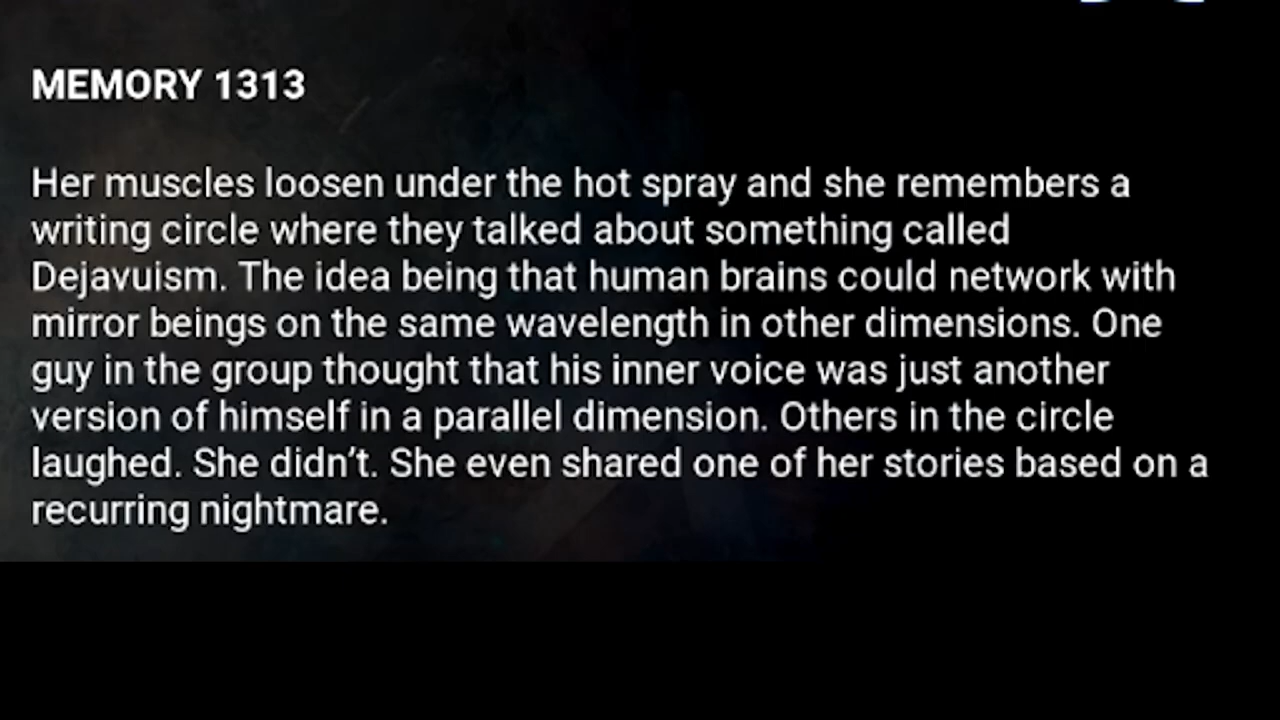 MEMORY 1313
Her muscles loosen under the hot spray and she remembers a
writing circle where they talked about something called
Dejavuism. The idea being that human brains could network with
mirror beings on the same wavelength in other dimensions. One
guy in the group thought that his inner voice was just another
version of himself in a parallel dimension. Others in the circle
laughed. She didn’t. She even shared one of her stories based on a
recurring nightmare.